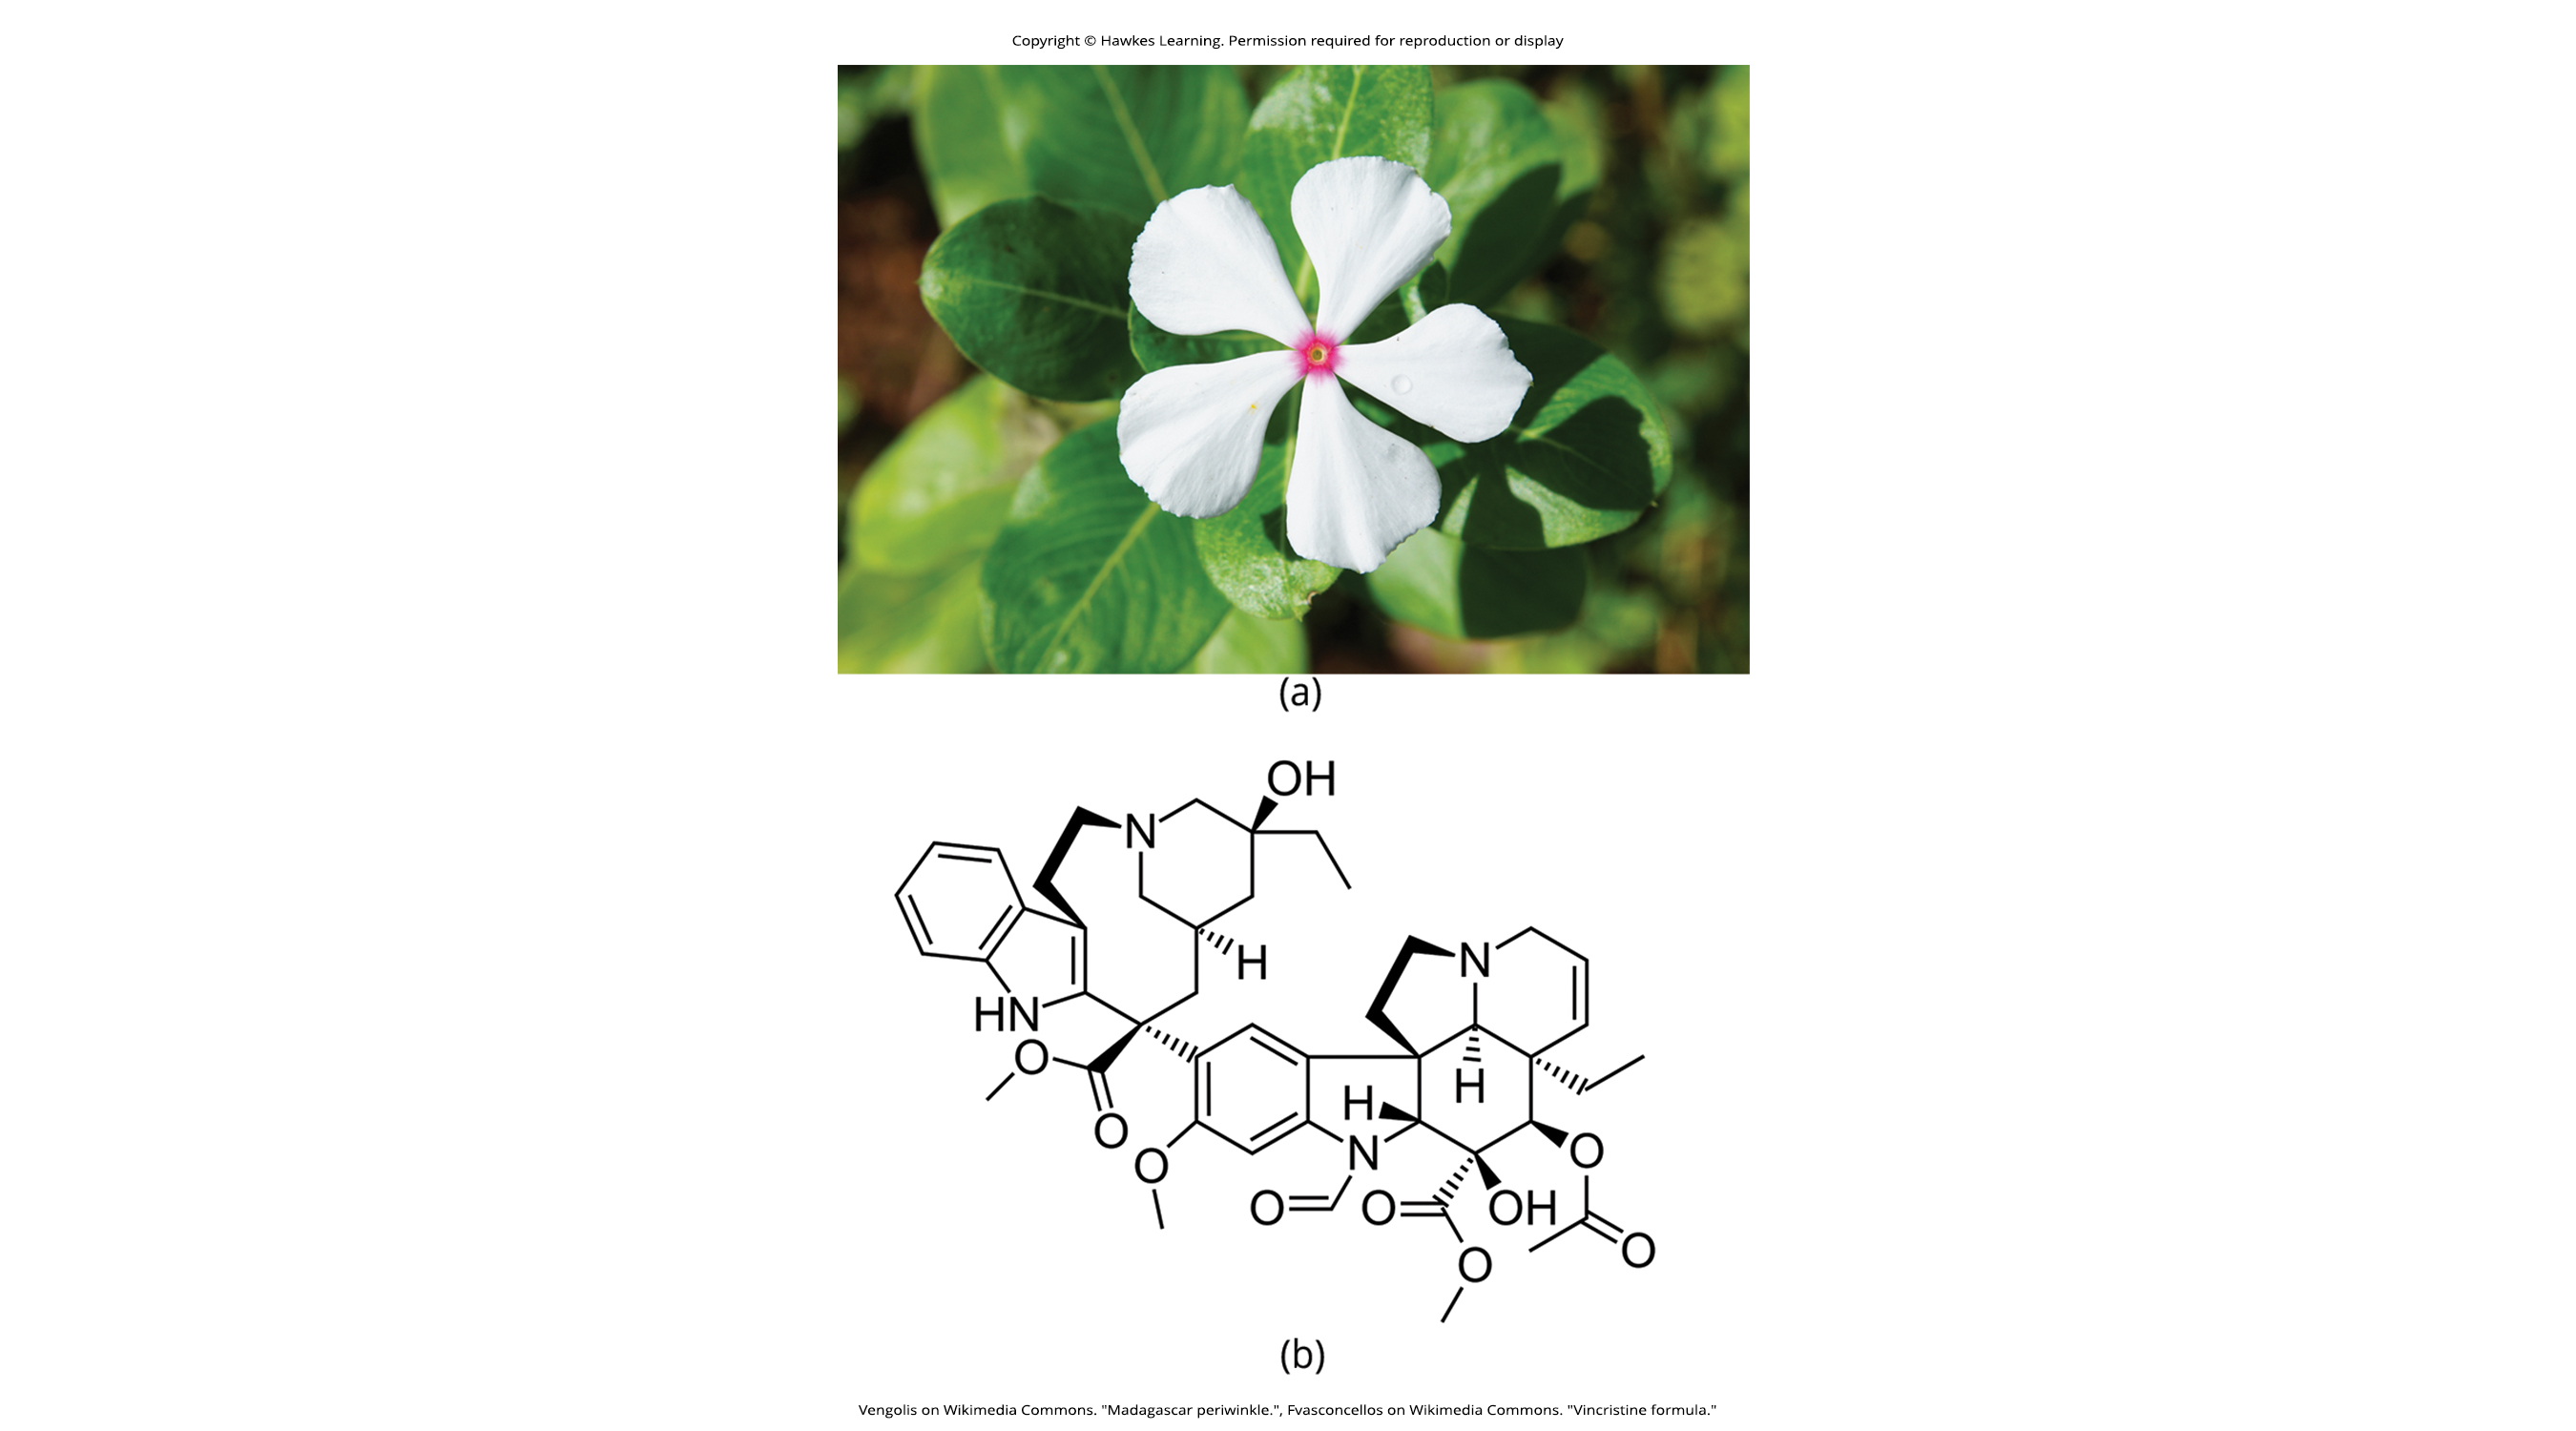 Copyright © Hawkes Learning. Permission required for reproduction or display
(a)
OH
N
H
N
HN
O
H
H
O
O
N
O
O
O
OH
O
O
(b)
Vengolis on Wikimedia Commons. "Madagascar periwinkle.", Fvasconcellos on Wikimedia Commons. "Vincristine formula."